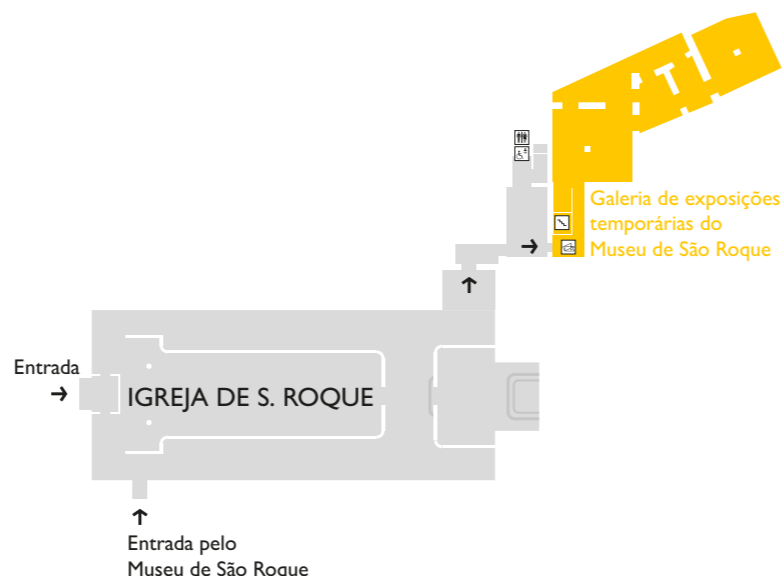 Galeria de exposições
temporárias do
Museu de São Roque
Entrada
IGREJA DE S. ROQUE
Entrada pelo
Museu de São Roque